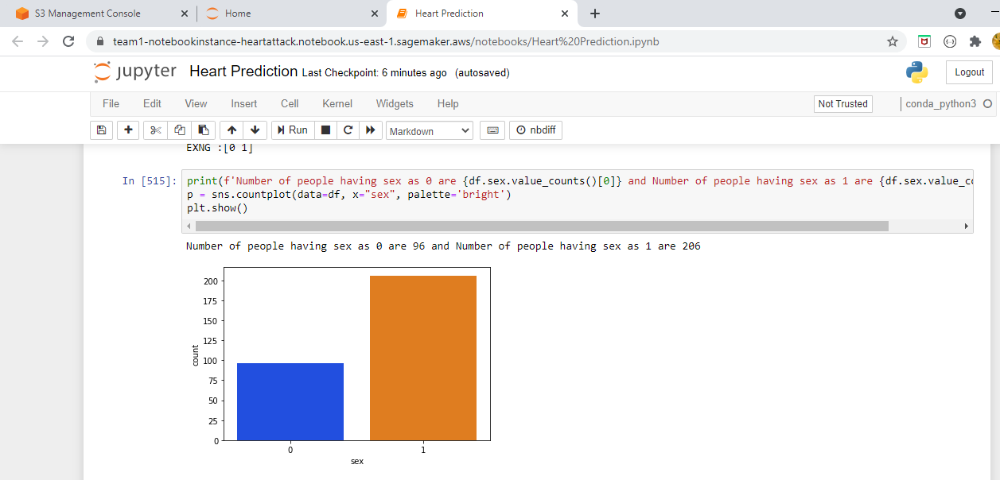 S3 Management Console
Home
Heart Prediction
team1-notebookinstance-heartattack.notebook.us-east-1.sagemaker.aws/notebooks/Heart%20Prediction.ipynb
jupyter Heart Prediction Last Checkpoint: 6 minutes ago (autosaved)
Logout
File Edit View Insert Cell Kernel Widgets Help
Not Trusted
conda_python3
Run
Markdown
nbdiff
EXNG :[0 1]
In [515]:
print(f'Number of people having sex as 0 are {df.sex.value_counts()[0]} and Number of people having sex as 1 are {df.sex.value_co
p = sns.countplot(data=df, x="sex", palette='bright')
plt.show()
Number of people having sex as 0 are 96 and Number of people having sex as 1 are 206
200
175
150
125
100
75
50
25
0
count
0 1
sex